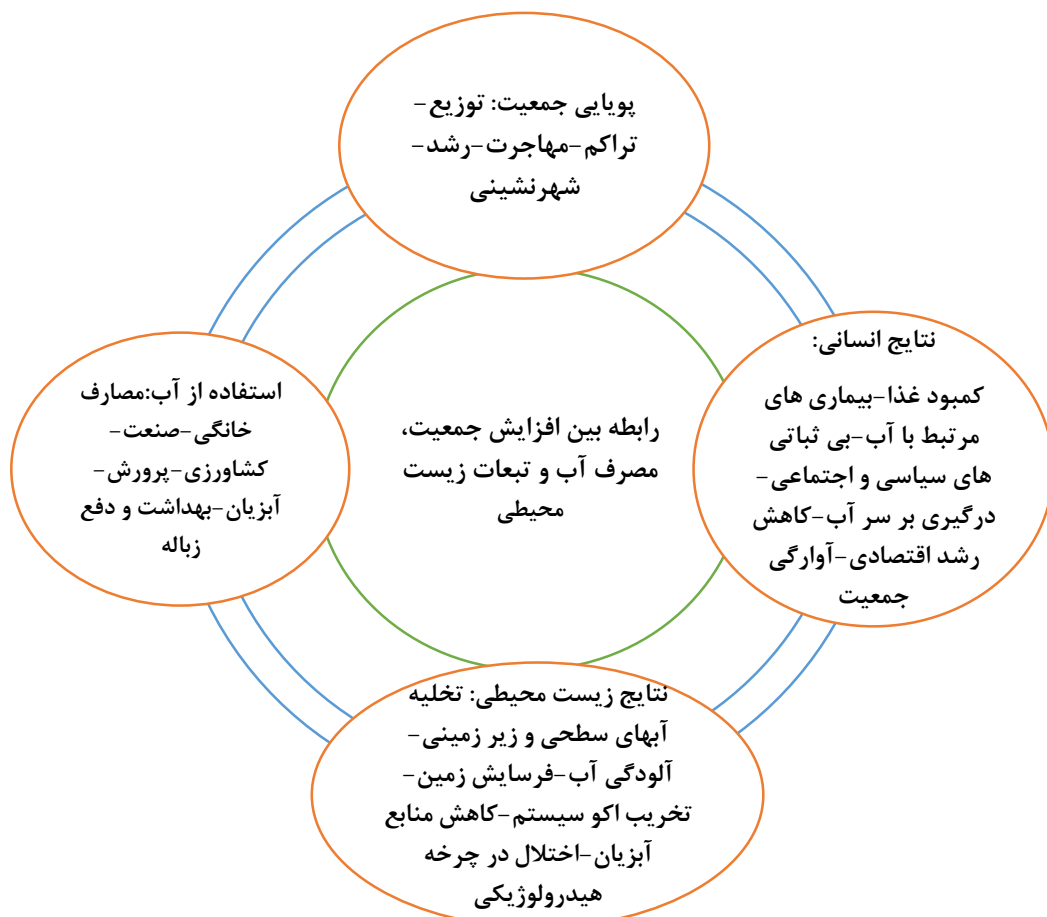 پویایی جمعیت: توزیع-
تراکم-مهاجرت-رشد-
شهرنشینی
نتایج انسانی:
کمبود غذا-بیماری های
مرتبط با آب-بی ثباتی
های سیاسی و اجتماعی-
درگیری بر سر آب-کاهش
رشد اقتصادی-آوارگی
جمعیت
رابطه بین افزایش جمعیت،
مصرف آب و تبعات زیست
محیطی
استفاده از آب:مصارف
خانگی-صنعت-
کشاورزی-پرورش-
آبزیان-بهداشت و دفع
زباله
نتایج زیست محیطی: تخلیه
آبهای سطحی و زیر زمینی-
آلودگی آب-فرسایش زمین-
تخریب اکو سیستم-کاهش منابع
آبزیان-اختلال در چرخه
هیدرولوژیکی